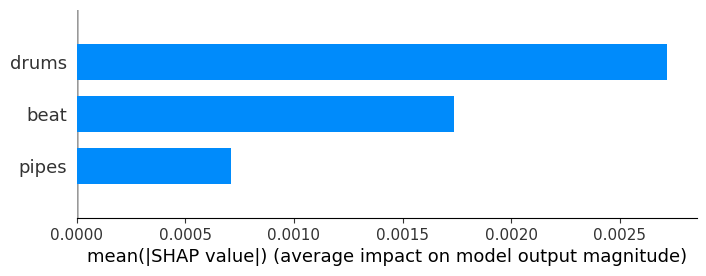 drums
beat
pipes
0.0000 0.0005 0.0010 0.0015 0.0020 0.0025
mean(|SHAP value|) (average impact on model output magnitude)